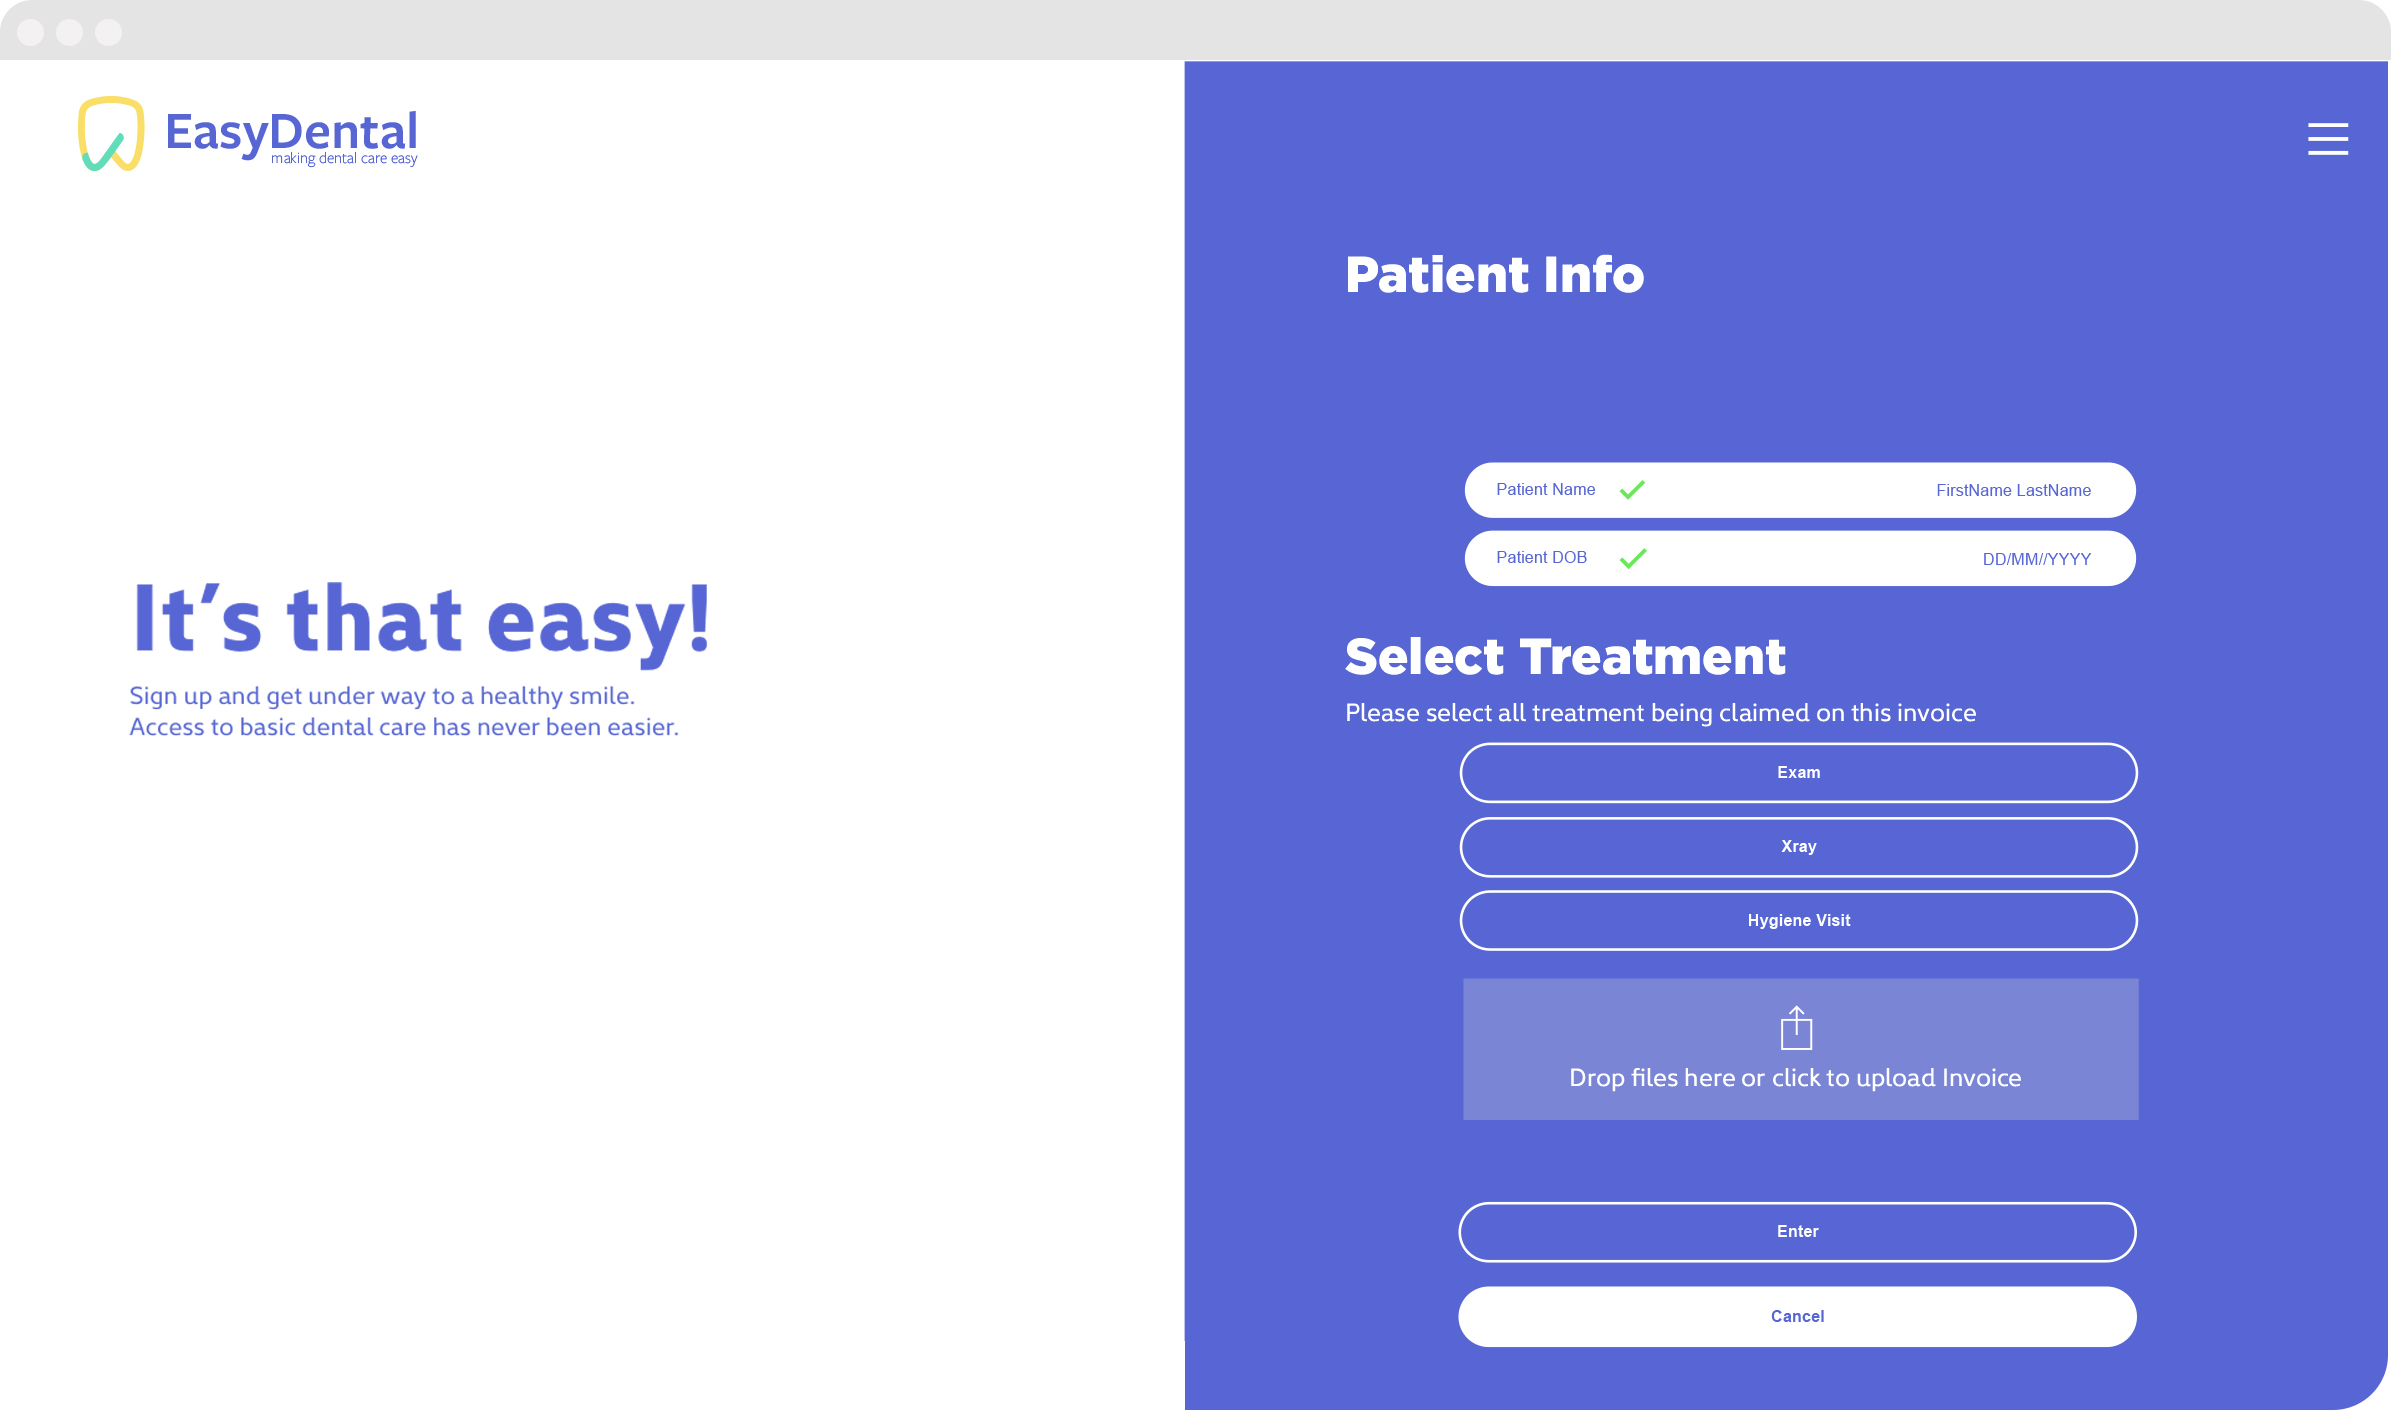 EasyDental
making dental care easy
It’s that easy!
Sign up and get under way to a healthy smile.
Access to basic dental care has never been easier.
Patient Info
Patient Name FirstName LastName
Patient DOB DD/MM//YYYY
Select Treatment
Please select all treatment being claimed on this invoice
Exam
Xray
Hygiene Visit
Drop files here or click to upload Invoice
Enter
Cancel